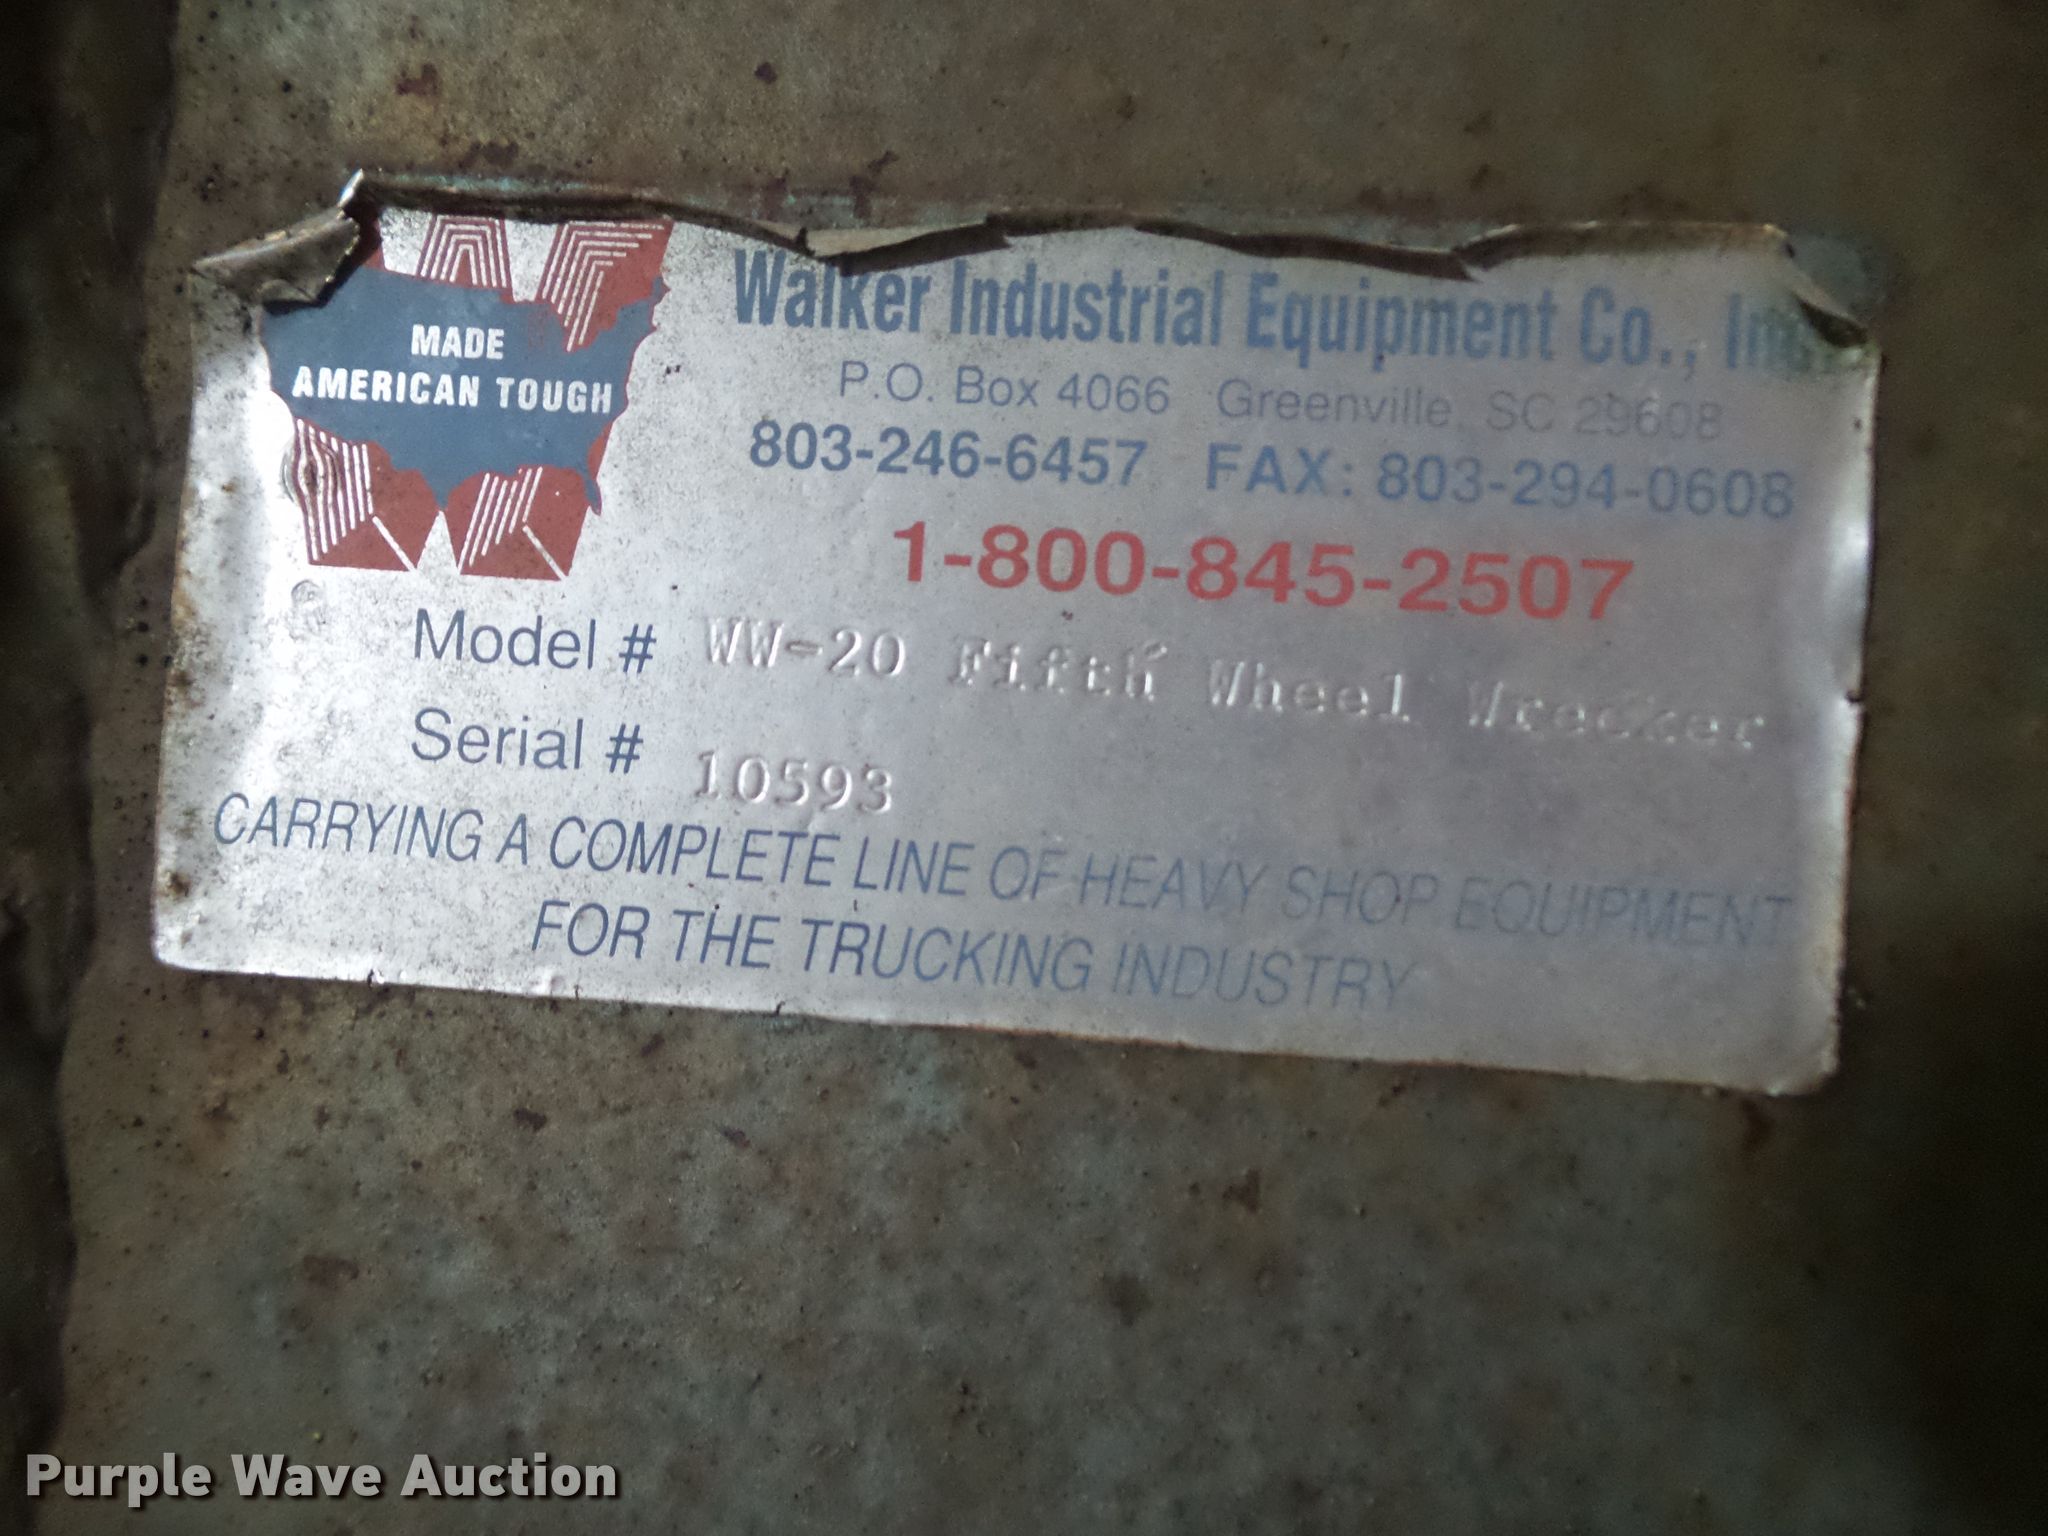 MADE
AMERICAN TOUGH
Walker Industrial Equipment Co., Inc.
P.O. Box 4066 Greenville, SC 29608
803-246-6457 FAX: 803-294-0608
1-800-845-2507
Model # WW-20 Fifth Wheel Wrecker
Serial # 10593
CARRYING A COMPLETE LINE OF HEAVY SHOP EQUIPMENT
FOR THE TRUCKING INDUSTRY
Purple Wave Auction